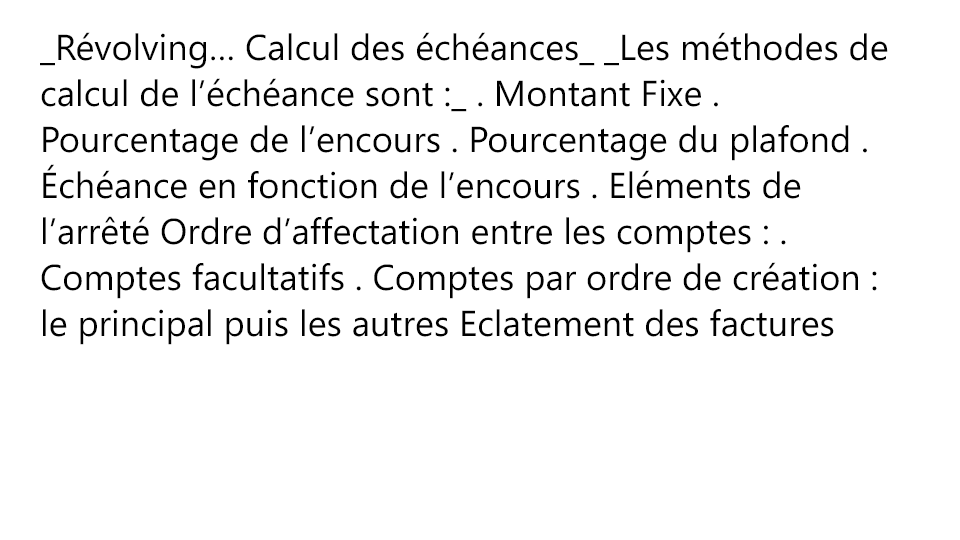 _Révolving... Calcul des échéances_ _Les méthodes de
calcul de l’échéance sont :_ . Montant Fixe .
Pourcentage de l’encours . Pourcentage du plafond .
Échéance en fonction de l’encours . Eléments de
l’arrêté Ordre d’affectation entre les comptes : .
Comptes facultatifs . Comptes par ordre de création :
le principal puis les autres Eclatement des factures